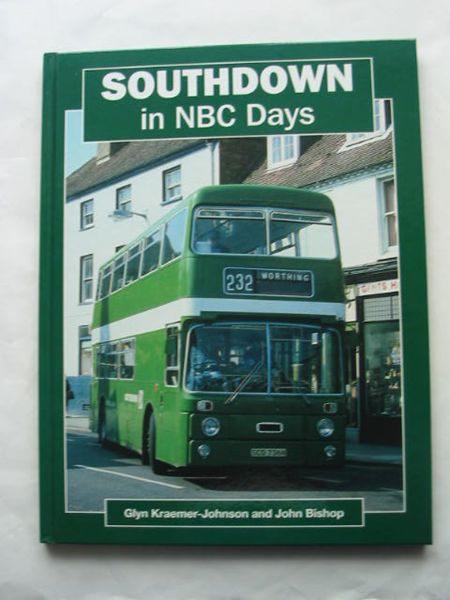 SOUTHDOWN
in NBC Days
232 WORTHING
Glyn Kraemer-Johnson and John Bishop